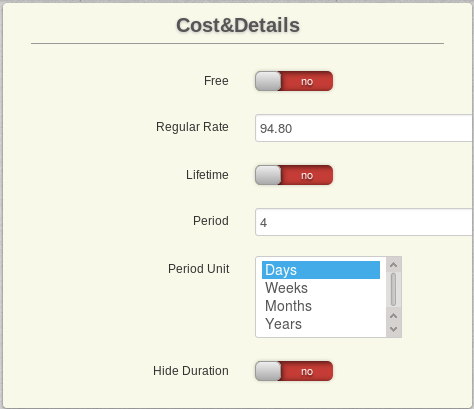 Cost&Details
Free no
Regular Rate 94.80
Lifetime no
Period 4
Period Unit Days
Weeks
Months
Years
Hide Duration no